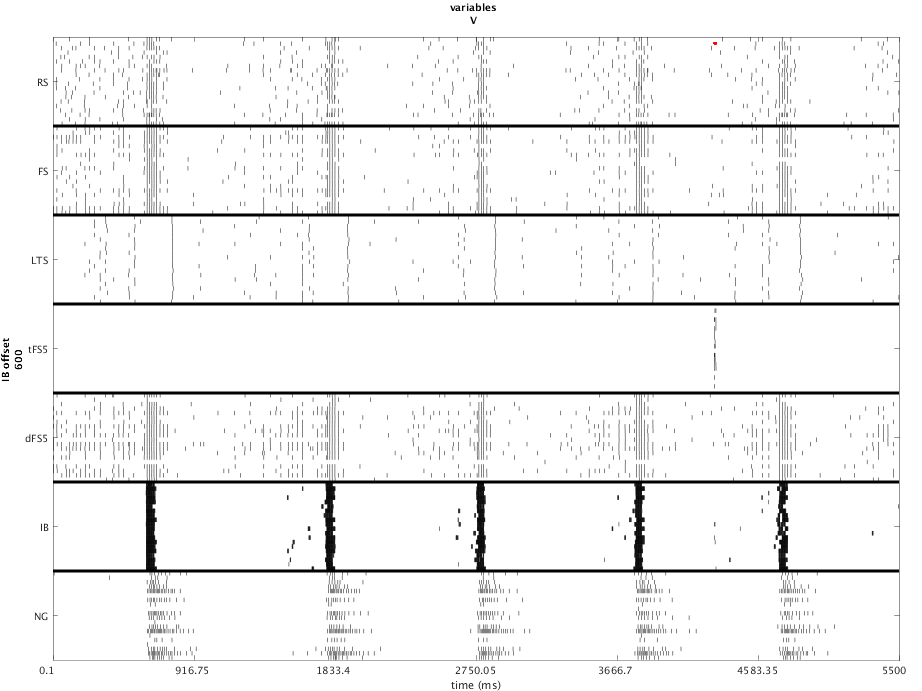 variables
V
RS
FS
LTS
tFS5
dFS5
IB
NG
IB offset
600
0.1
916.75
1833.4
2750.05
3666.7
4583.35
5500
time (ms)